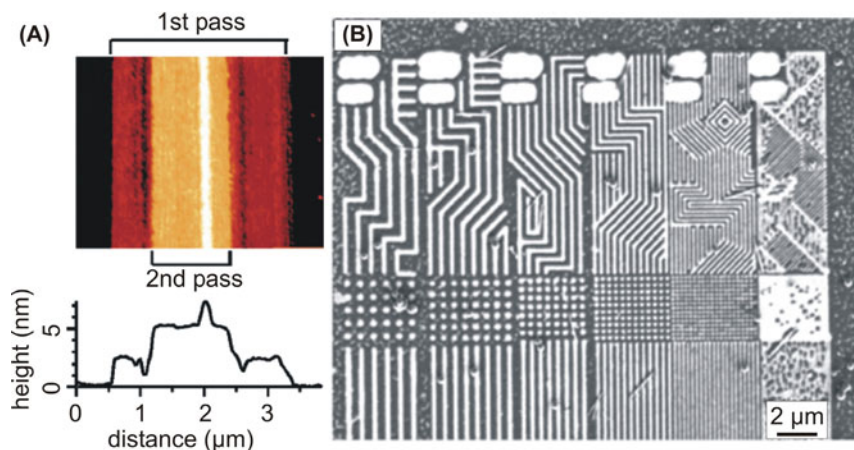 (A)
1st pass
2nd pass
height (nm)
5
0
0 1 2 3
distance (μm)
(B)
2 μm